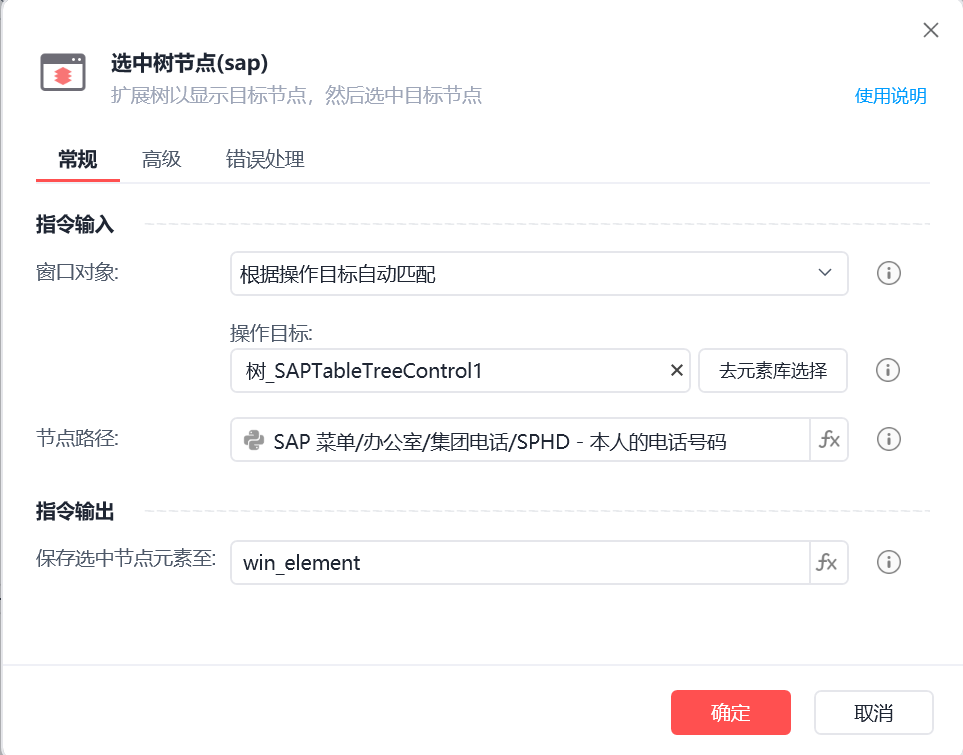 选中树节点(sap)
扩展树以显示目标节点，然后选中目标节点
使用说明
常规
高级
错误处理
指令输入
窗口对象:
根据操作目标自动匹配
操作目标:
树_SAPTableTreeControl1
去元素库选择
节点路径:
SAP 菜单/办公室/集团电话/SPHD - 本人的电话号码
fx
指令输出
保存选中节点元素至:
win_element
fx
确定
取消